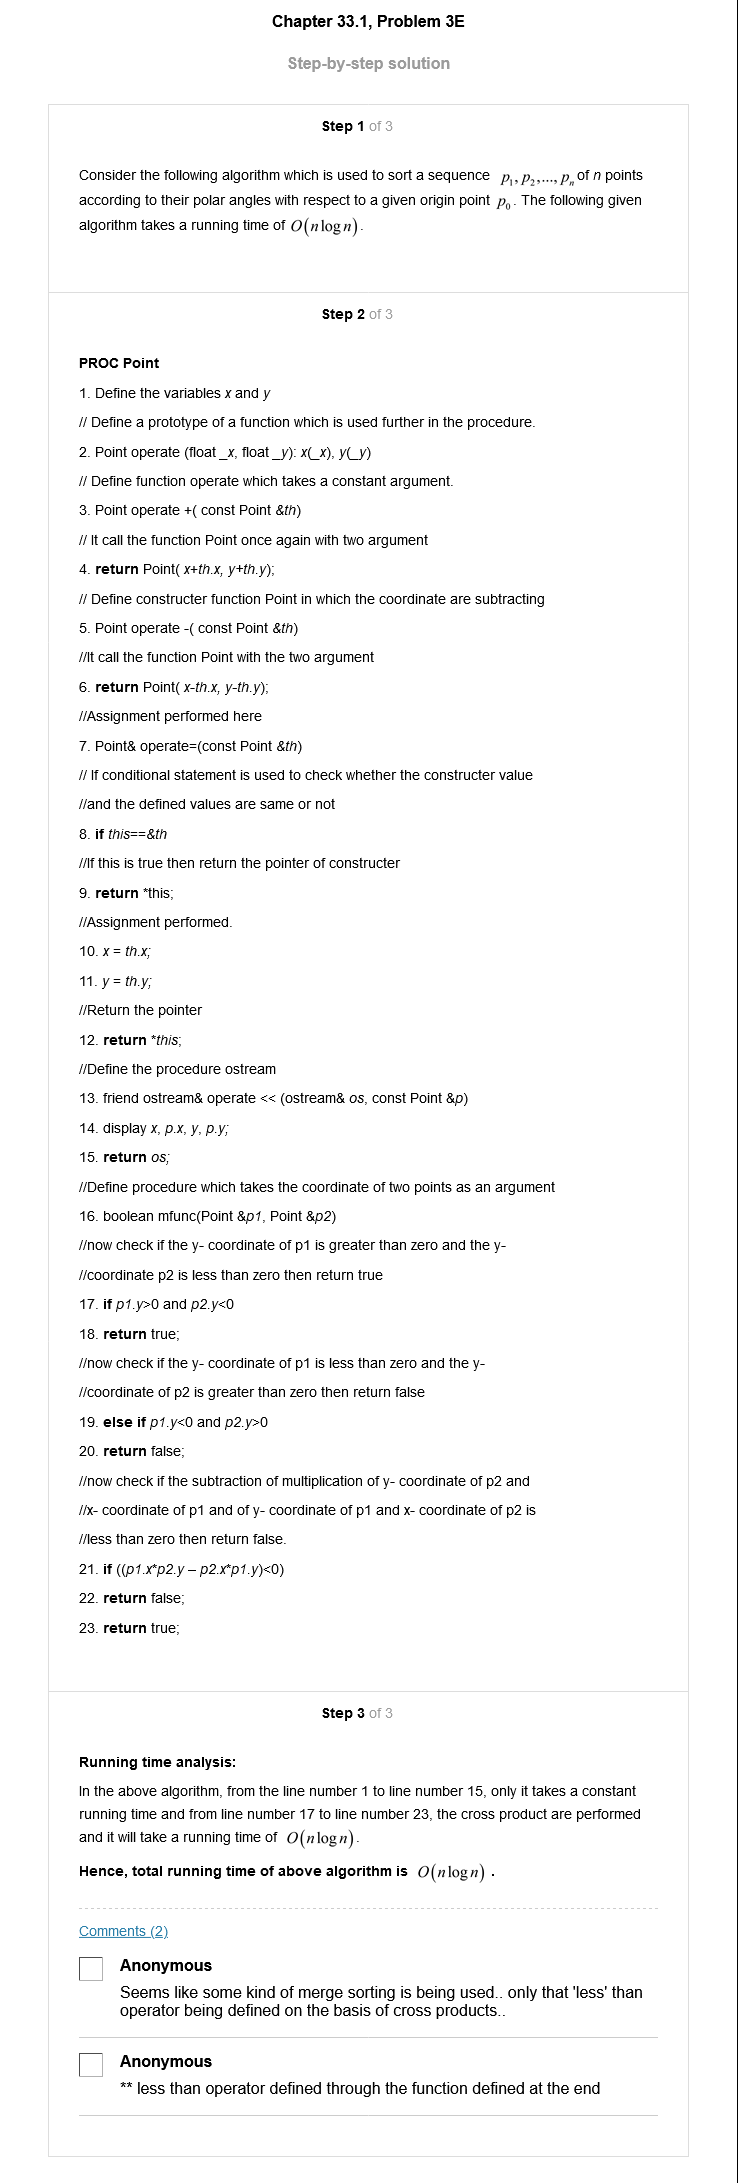 Chapter 33.1, Problem 3E
Step-by-step solution
Step 1 of 3
Consider the following algorithm which is used to sort a sequence p₁, p₂,..., pₙ of n points
according to their polar angles with respect to a given origin point p₀. The following given
algorithm takes a running time of O(n log n).
Step 2 of 3
PROC Point
1. Define the variables x and y
// Define a prototype of a function which is used further in the procedure.
2. Point operate (float _x, float _y): x(_x), y(_y)
// Define function operate which takes a constant argument.
3. Point operate +( const Point &th)
// It call the function Point once again with two argument
4. return Point( x+th.x, y+th.y);
// Define constructer function Point in which the coordinate are subtracting
5. Point operate -( const Point &th)
//It call the function Point with the two argument
6. return Point( x-th.x, y-th.y);
//Assignment performed here
7. Point& operate=(const Point &th)
// If conditional statement is used to check whether the constructer value
//and the defined values are same or not
8. if this==&th
//If this is true then return the pointer of constructer
9. return *this;
//Assignment performed.
10. x = th.x;
11. y = th.y;
//Return the pointer
12. return *this;
//Define the procedure ostream
13. friend ostream& operate << (ostream& os, const Point &p)
14. display x, p.x, y, p.y;
15. return os;
//Define procedure which takes the coordinate of two points as an argument
16. boolean mfunc(Point &p1, Point &p2)
//now check if the y- coordinate of p1 is greater than zero and the y-
//coordinate p2 is less than zero then return true
17. if p1.y>0 and p2.y<0
18. return true;
//now check if the y- coordinate of p1 is less than zero and the y-
//coordinate of p2 is greater than zero then return false
19. else if p1.y<0 and p2.y>0
20. return false;
//now check if the subtraction of multiplication of y- coordinate of p2 and
//x- coordinate of p1 and of y- coordinate of p1 and x- coordinate of p2 is
//less than zero then return false.
21. if ((p1.x*p2.y – p2.x*p1.y)<0)
22. return false;
23. return true;
Step 3 of 3
Running time analysis:
In the above algorithm, from the line number 1 to line number 15, only it takes a constant
running time and from line number 17 to line number 23, the cross product are performed
and it will take a running time of O(n log n).
Hence, total running time of above algorithm is O(n log n) .
Comments (2)
Anonymous
Seems like some kind of merge sorting is being used.. only that 'less' than
operator being defined on the basis of cross products..
Anonymous
** less than operator defined through the function defined at the end